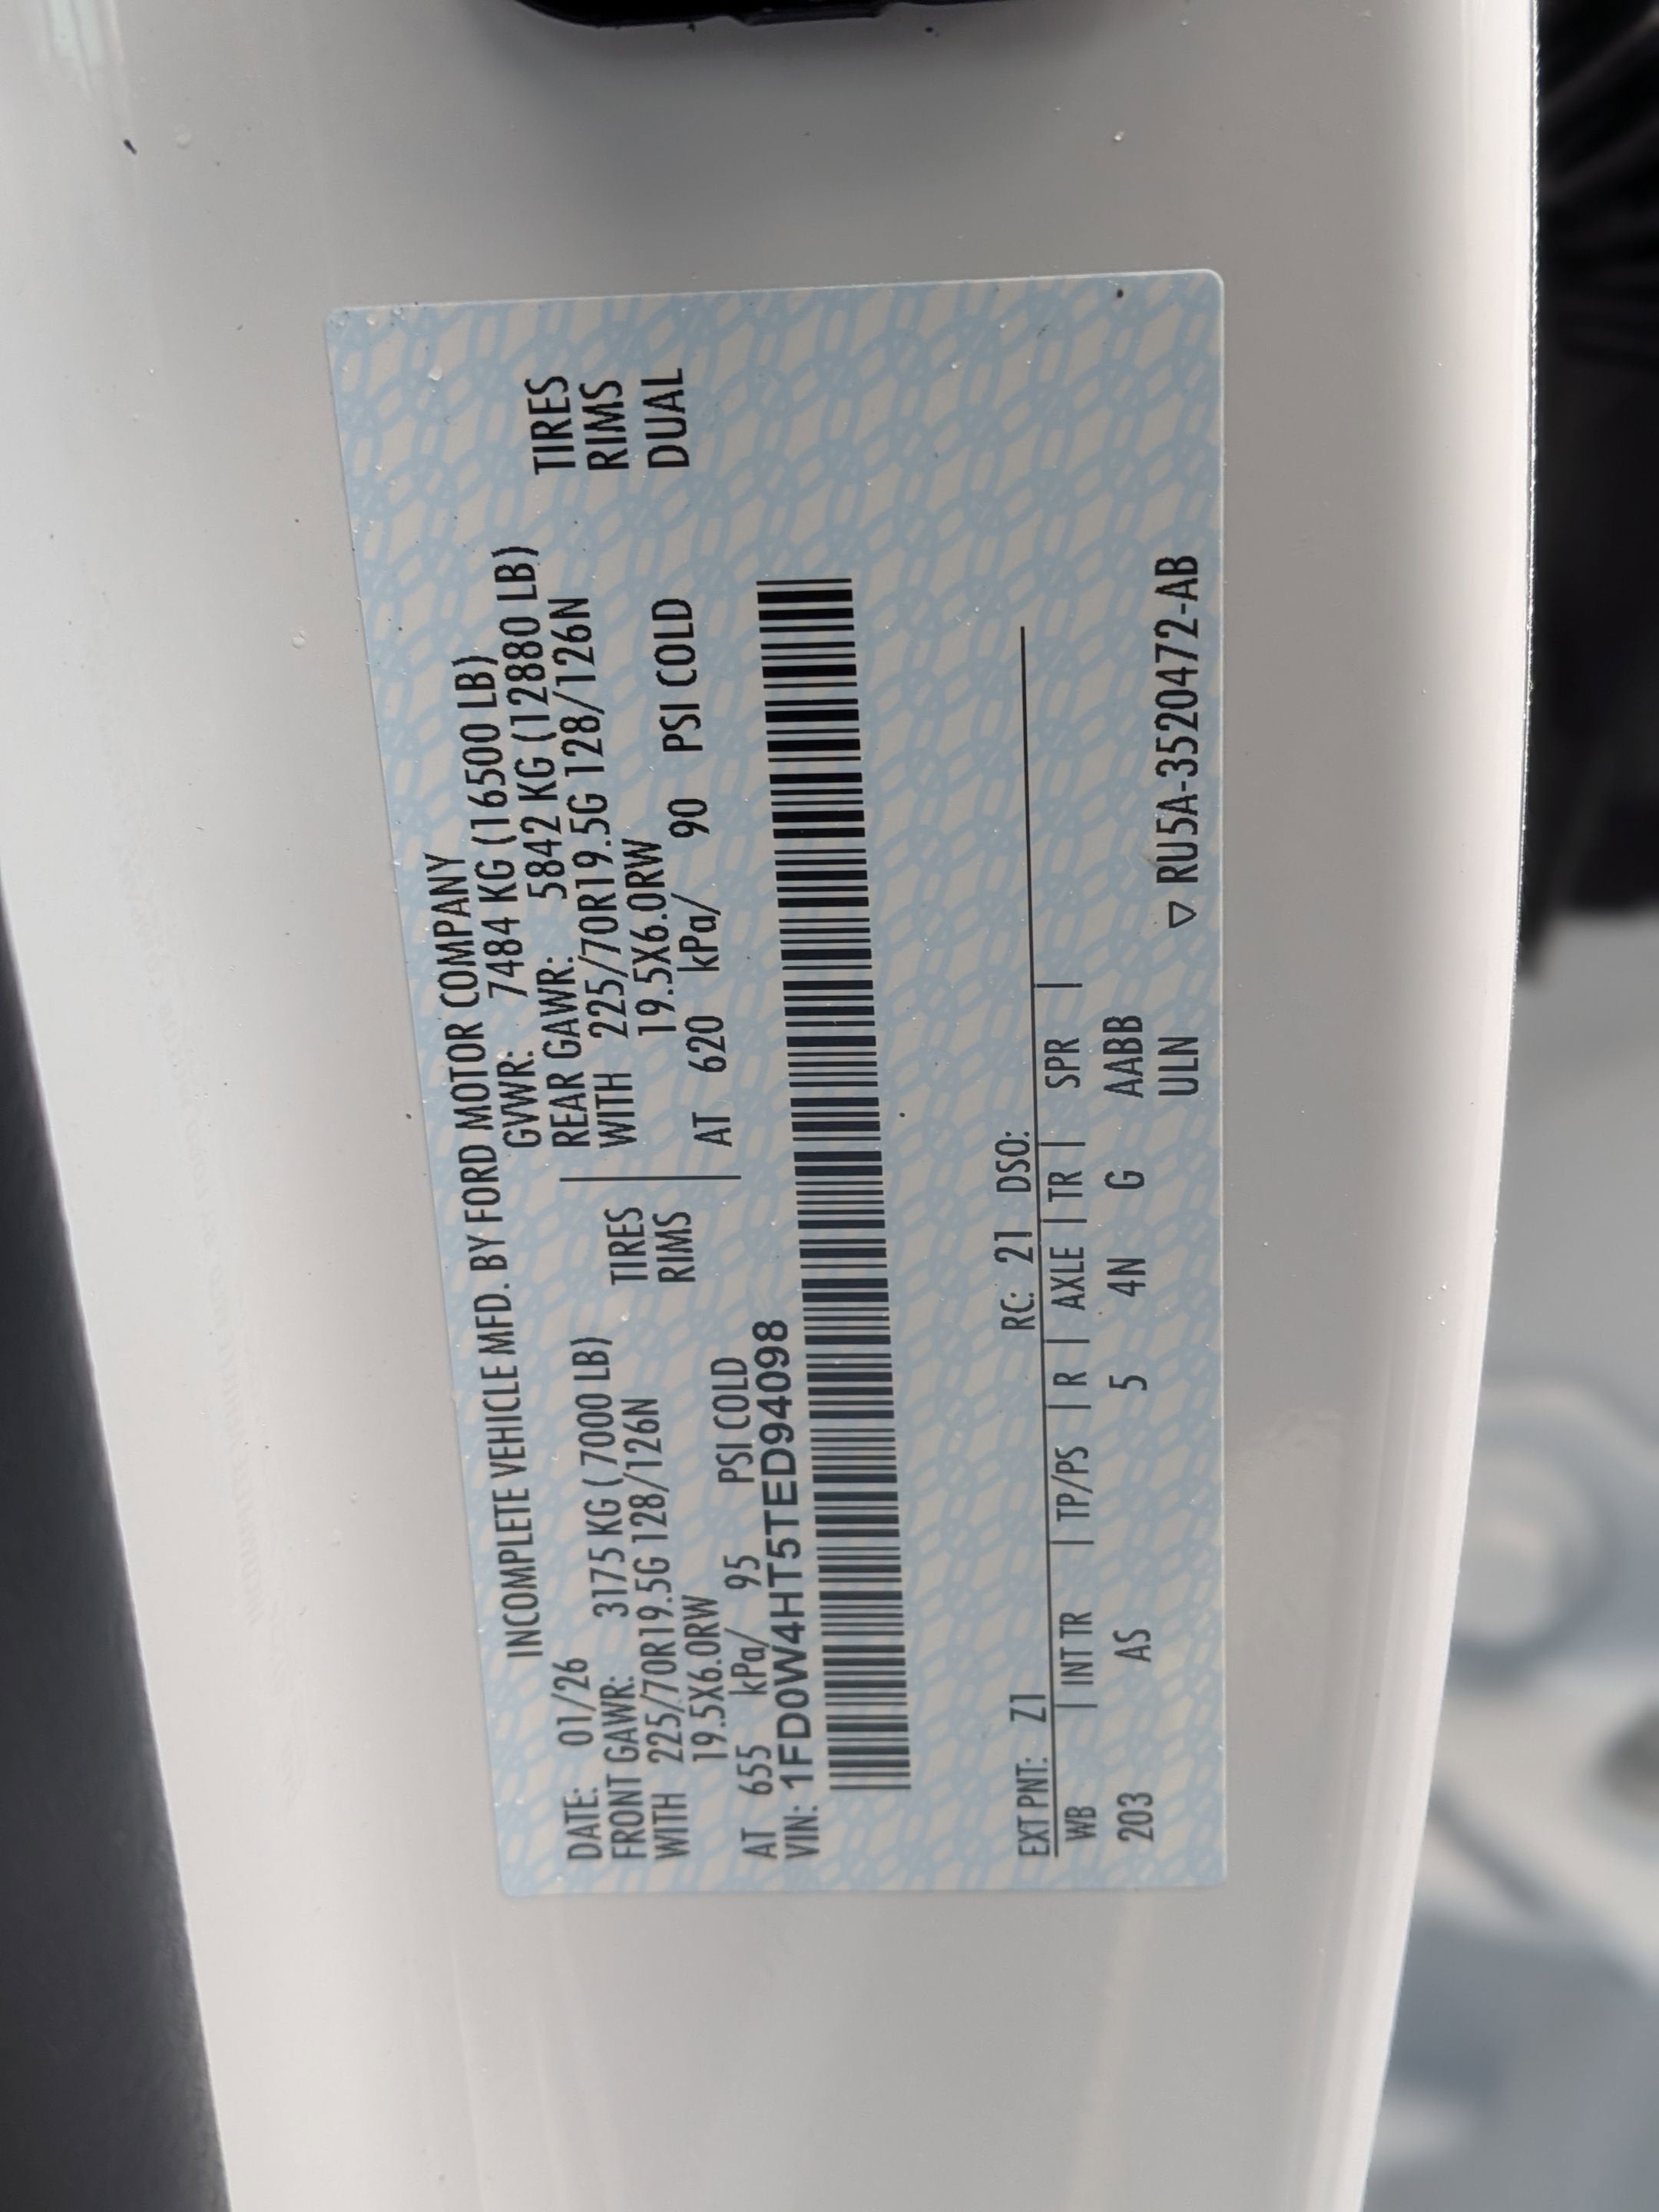 INCOMPLETE VEHICLE MFD. BY FORD MOTOR COMPANY
DATE: 01/26 GVWR: 7484 KG (16500 LB)
FRONT GAWR: 3175 KG ( 7000 LB) REAR GAWR: 5842 KG (12880 LB)
WITH 225/70R19.5G 128/126N TIRES WITH 225/70R19.5G 128/126N TIRES
19.5X6.0RW RIMS 19.5X6.0RW RIMS
AT 655 kPa/ 95 PSI COLD AT 620 kPa/ 90 PSI COLD DUAL
VIN: 1FD0W4HT5TED94098
EXT PNT: Z1 RC: 21 DSO:
WB | INT TR | TP/PS | R | AXLE | TR | SPR |
203 AS 5 4N G AABB
ULN ▽ RU5A-3520472-AB